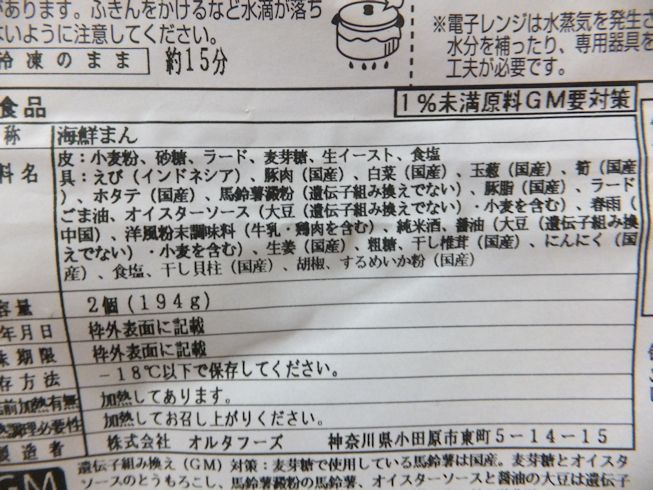 があります。ふきんをかけるなど水滴が落ち
ないように注意してください。
冷凍のまま 約15分
※電子レンジは水蒸気を発生さ
水分を補ったり、専用器具を
工夫が必要です。
食品
1%未満原料GM要対策
称 海鮮まん
料名 皮:小麦粉、砂糖、ラード、麦芽糖、生イースト、食塩
具:えび(インドネシア)、豚肉(国産)、白菜(国産)、玉葱(国産)、筍(国産
)、ホタテ(国産)、馬鈴薯澱粉(遺伝子組み換えでない)、豚脂(国産)、ラード
ごま油、オイスターソース(大豆(遺伝子組み換えでない)・小麦を含む)、春雨(
中国)、洋風粉末調味料(牛乳・鶏肉を含む)、純米酒、醤油(大豆(遺伝子組み換
えでない)・小麦を含む)、生姜(国産)、粗糖、干し椎茸(国産)、にんにく(国
産)、食塩、干し貝柱(国産)、胡椒、するめいか粉(国産)
容量 2個(194g)
年月日 枠外表面に記載
味期限 枠外表面に記載
存方法 −18℃以下で保存してください。
前加熱有無 加熱してあります。
調理必要性 加熱してお召し上がりください。
製造者 株式会社 オルタフーズ 神奈川県小田原市東町5−14−15
GM
遺伝子組み換え(GM)対策:麦芽糖で使用している馬鈴薯は国産。麦芽糖とオイスタ
ソースのとうもろこし、馬鈴薯澱粉の馬鈴薯、オイスターソースと醤油の大豆は遺伝子